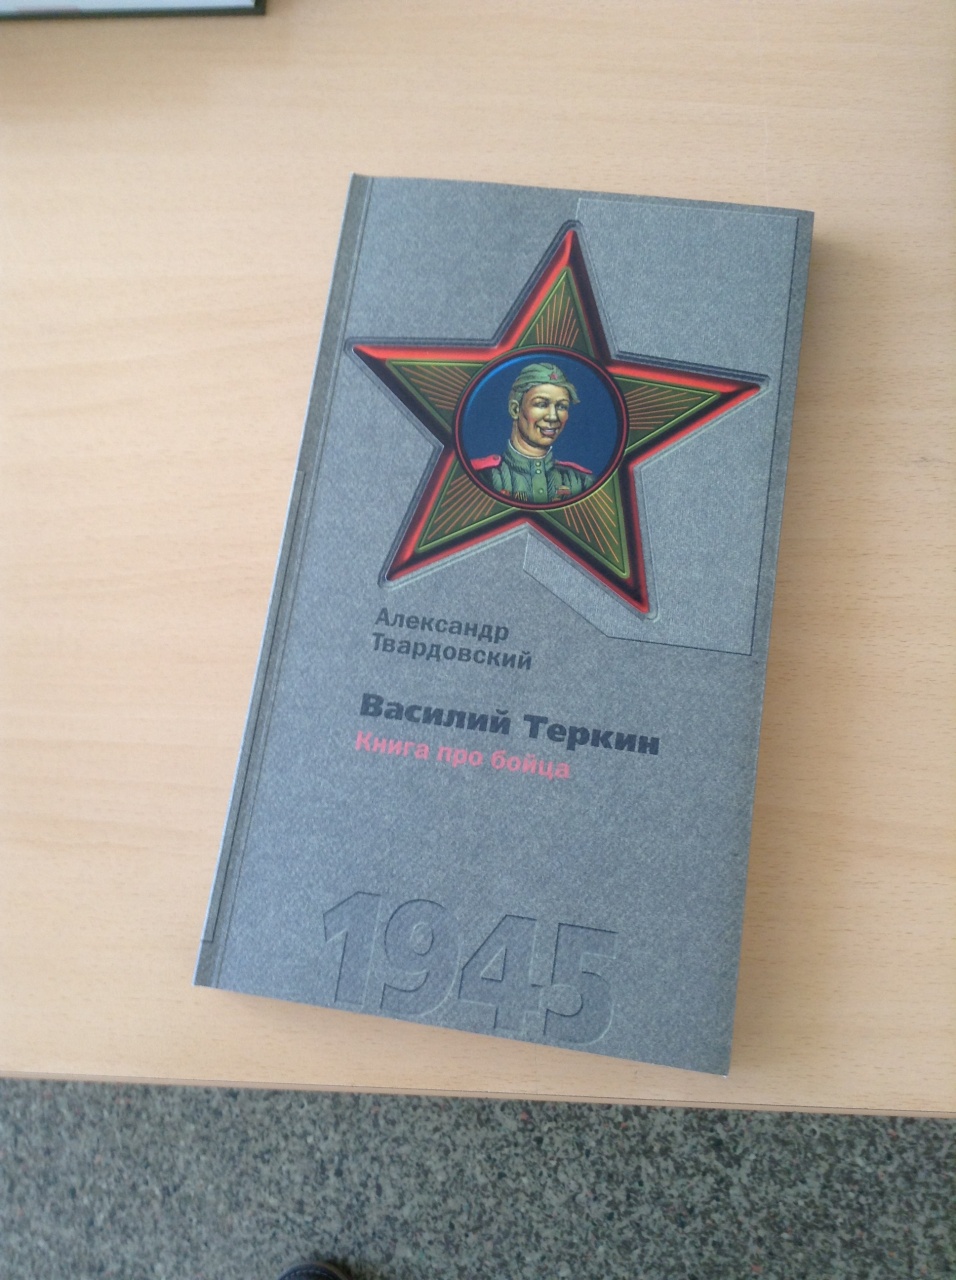 Александр
Твардовский
Василий Теркин
Книга про бойца
1945